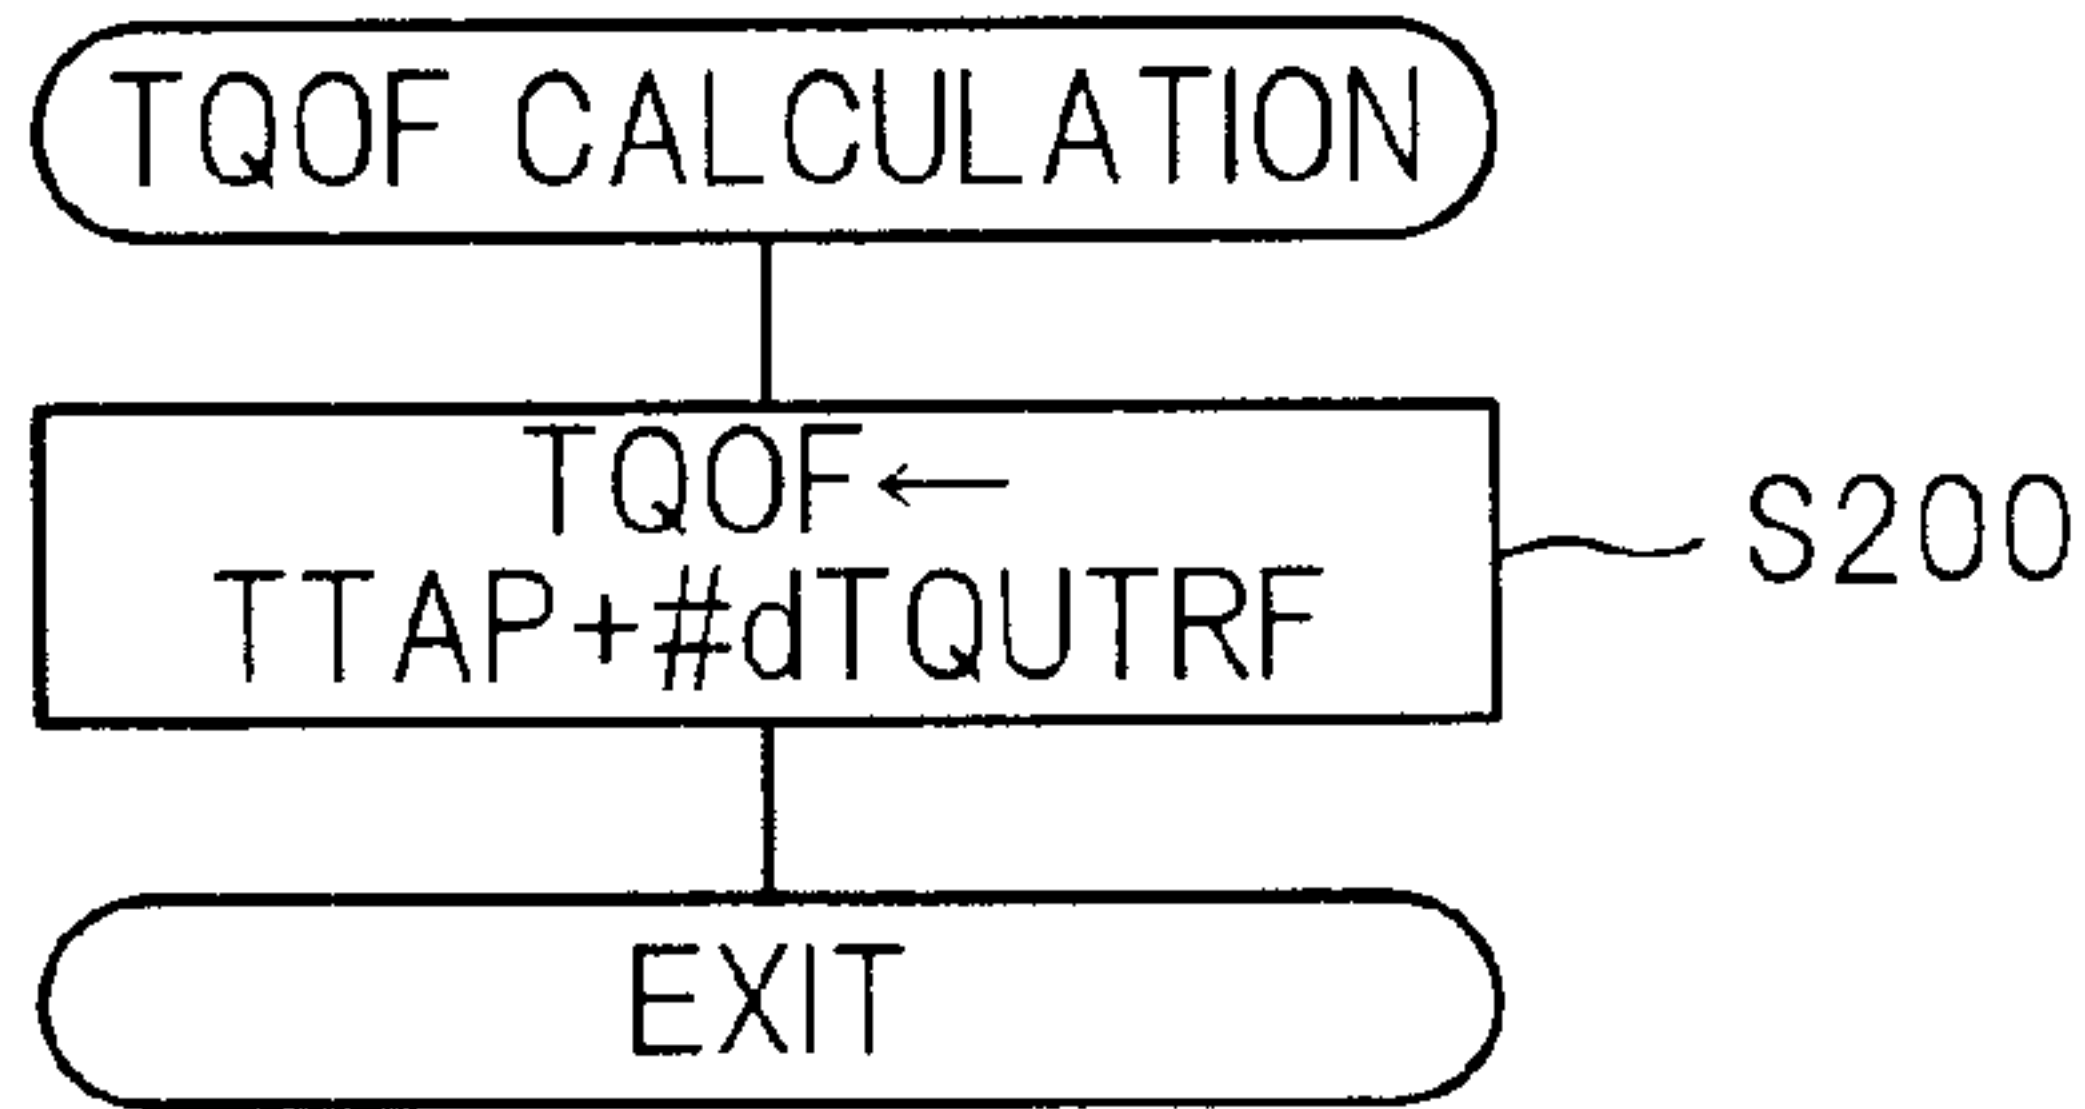 TQOF CALCULATION
TQOF←
TTAP+#dTQUTRF
S200
EXIT